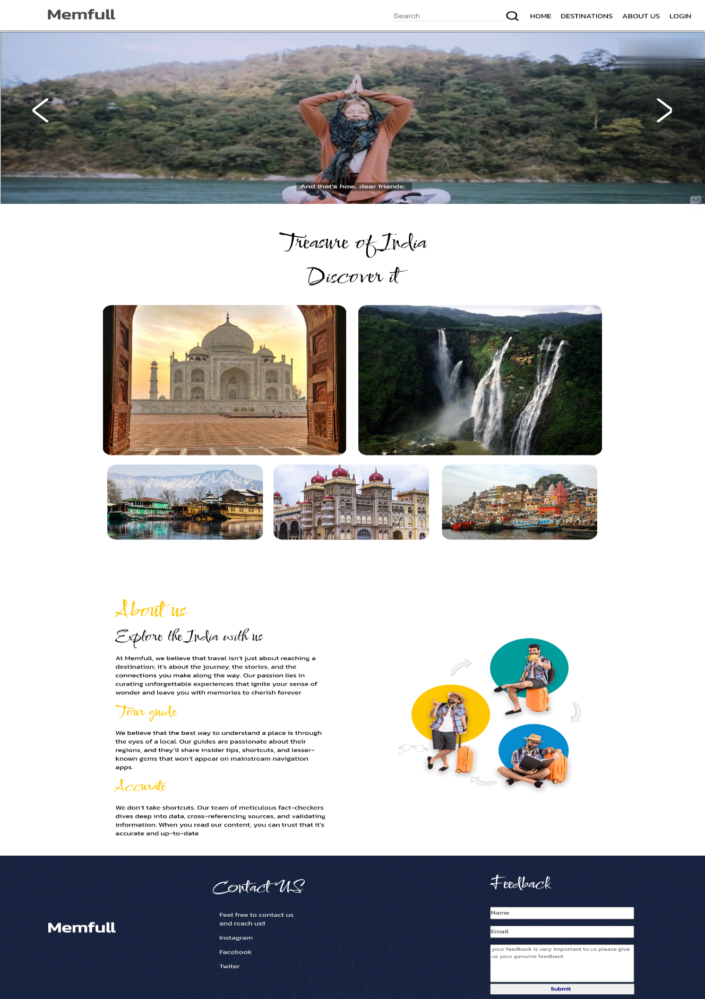 Memfull
Search
HOME
DESTINATIONS
ABOUT US
LOGIN
And that's how, dear friends;
Treasure of India
Discover it
About us
Explore the India with us
At Memfull, we believe that travel isn't just about reaching a
destination; it's about the journey, the stories, and the
connections you make along the way. Our passion lies in
curating unforgettable experiences that ignite your sense of
wonder and leave you with memories to cherish forever
Tour guide
We believe that the best way to understand a place is through
the eyes of a local. Our guides are passionate about their
regions, and they'll share insider tips, shortcuts, and lesser-
known gems that won't appear on mainstream navigation
apps.
Accurate
We don't take shortcuts. Our team of meticulous fact-checkers
dives deep into data, cross-referencing sources, and validating
information. When you read our content, you can trust that it's
accurate and up-to-date
Memfull
Contact US
Feel free to contact us
and reach us!!
Instagram
Facebook
Twiter
Feedback
Name
Email
your feedback is very important to us please give
us your genuine feedback
Submit